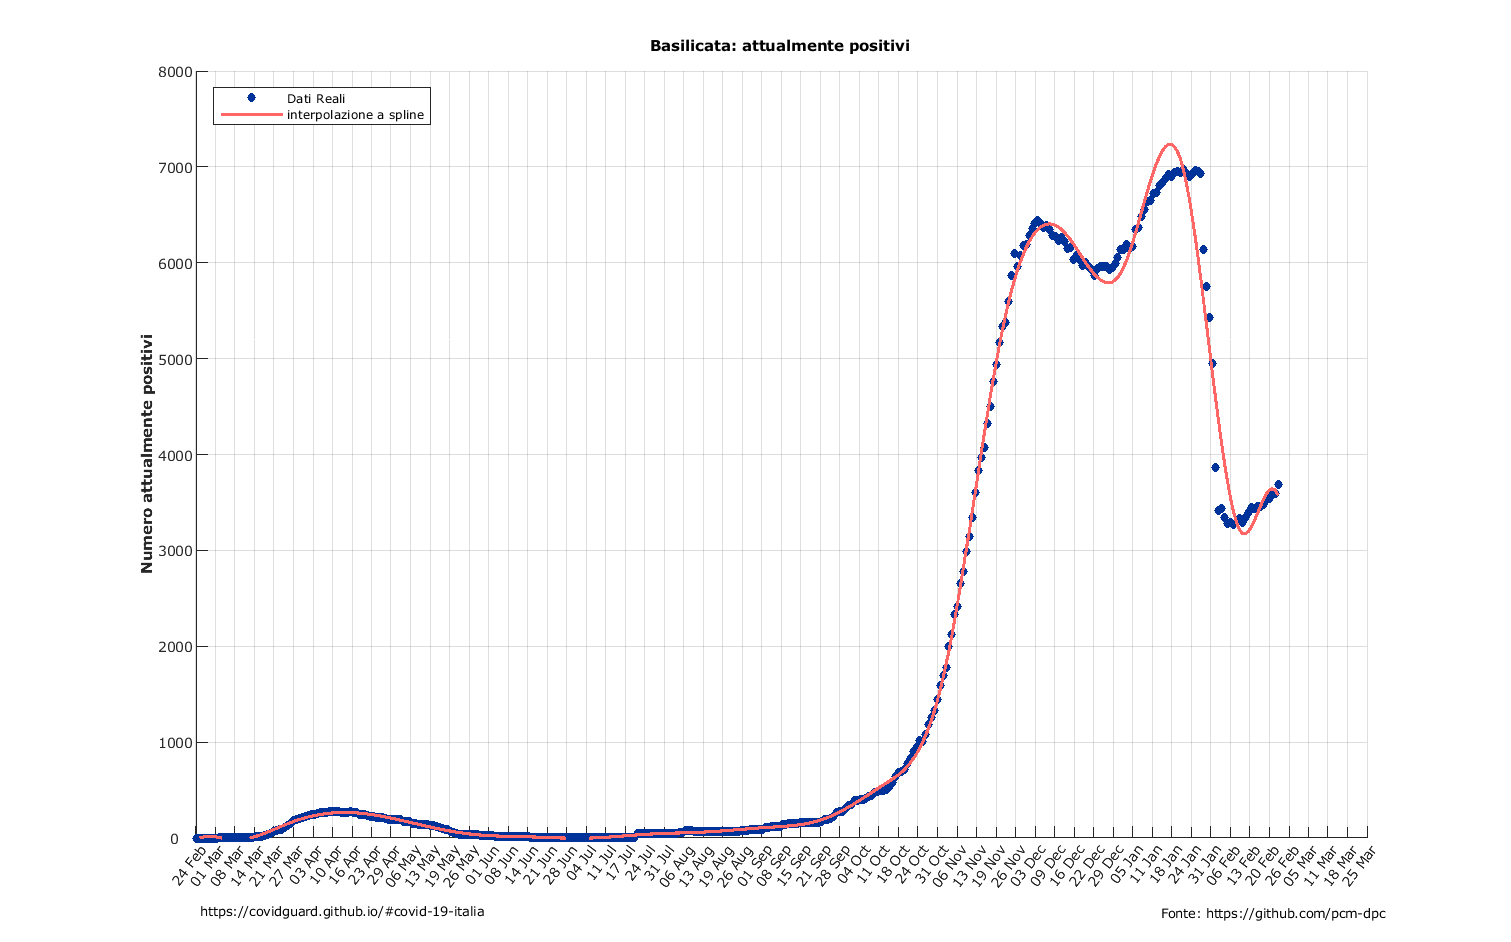 Basilicata: attualmente positivi
8000
7000
6000
5000
4000
3000
2000
1000
0
Numero attualmente positivi
Dati Reali
interpolazione a spline
24 Feb
01 Mar
08 Mar
14 Mar
21 Mar
27 Mar
03 Apr
10 Apr
16 Apr
23 Apr
29 Apr
06 May
13 May
19 May
26 May
01 Jun
08 Jun
14 Jun
21 Jun
28 Jun
04 Jul
11 Jul
17 Jul
24 Jul
31 Jul
06 Aug
13 Aug
19 Aug
26 Aug
01 Sep
08 Sep
15 Sep
21 Sep
28 Sep
04 Oct
11 Oct
18 Oct
24 Oct
31 Oct
06 Nov
13 Nov
19 Nov
26 Nov
03 Dec
09 Dec
16 Dec
22 Dec
29 Dec
05 Jan
11 Jan
18 Jan
24 Jan
31 Jan
06 Feb
13 Feb
20 Feb
26 Feb
05 Mar
11 Mar
18 Mar
25 Mar
https://covidguard.github.io/#covid-19-italia
Fonte: https://github.com/pcm-dpc